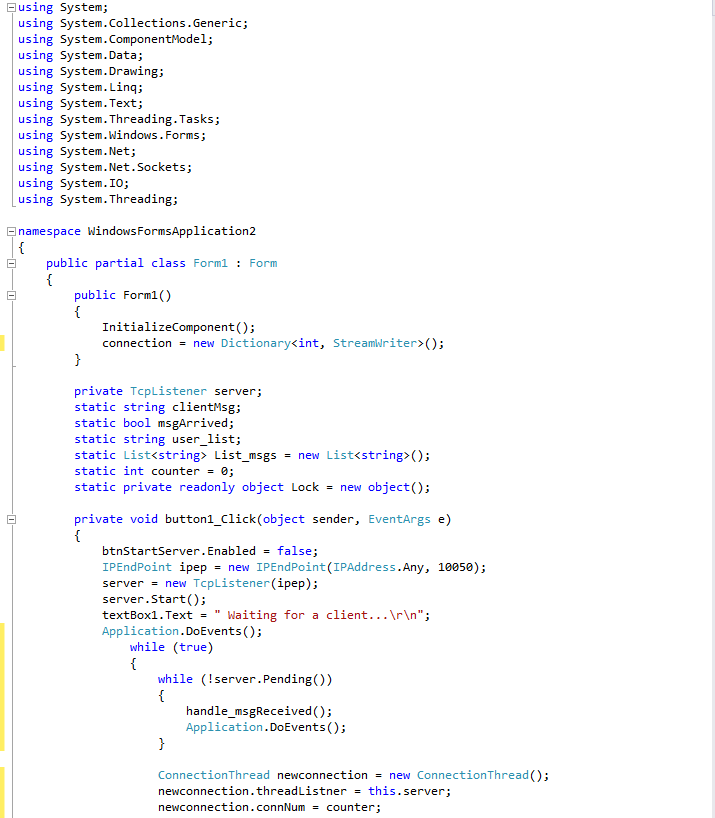 using System;
using System.Collections.Generic;
using System.ComponentModel;
using System.Data;
using System.Drawing;
using System.Linq;
using System.Text;
using System.Threading.Tasks;
using System.Windows.Forms;
using System.Net;
using System.Net.Sockets;
using System.IO;
using System.Threading;

namespace WindowsFormsApplication2
{
    public partial class Form1 : Form
    {
        public Form1()
        {
            InitializeComponent();
            connection = new Dictionary<int, StreamWriter>();
        }

        private TcpListener server;
        static string clientMsg;
        static bool msgArrived;
        static string user_list;
        static List<string> List_msgs = new List<string>();
        static int counter = 0;
        static private readonly object Lock = new object();

        private void button1_Click(object sender, EventArgs e)
        {
            btnStartServer.Enabled = false;
            IPEndPoint ipep = new IPEndPoint(IPAddress.Any, 10050);
            server = new TcpListener(ipep);
            server.Start();
            textBox1.Text = " Waiting for a client...\r\n";
            Application.DoEvents();
                while (true)
                {
                    while (!server.Pending())
                    {
                        handle_msgReceived();
                        Application.DoEvents();
                    }

                    ConnectionThread newconnection = new ConnectionThread();
                    newconnection.threadListner = this.server;
                    newconnection.connNum = counter;